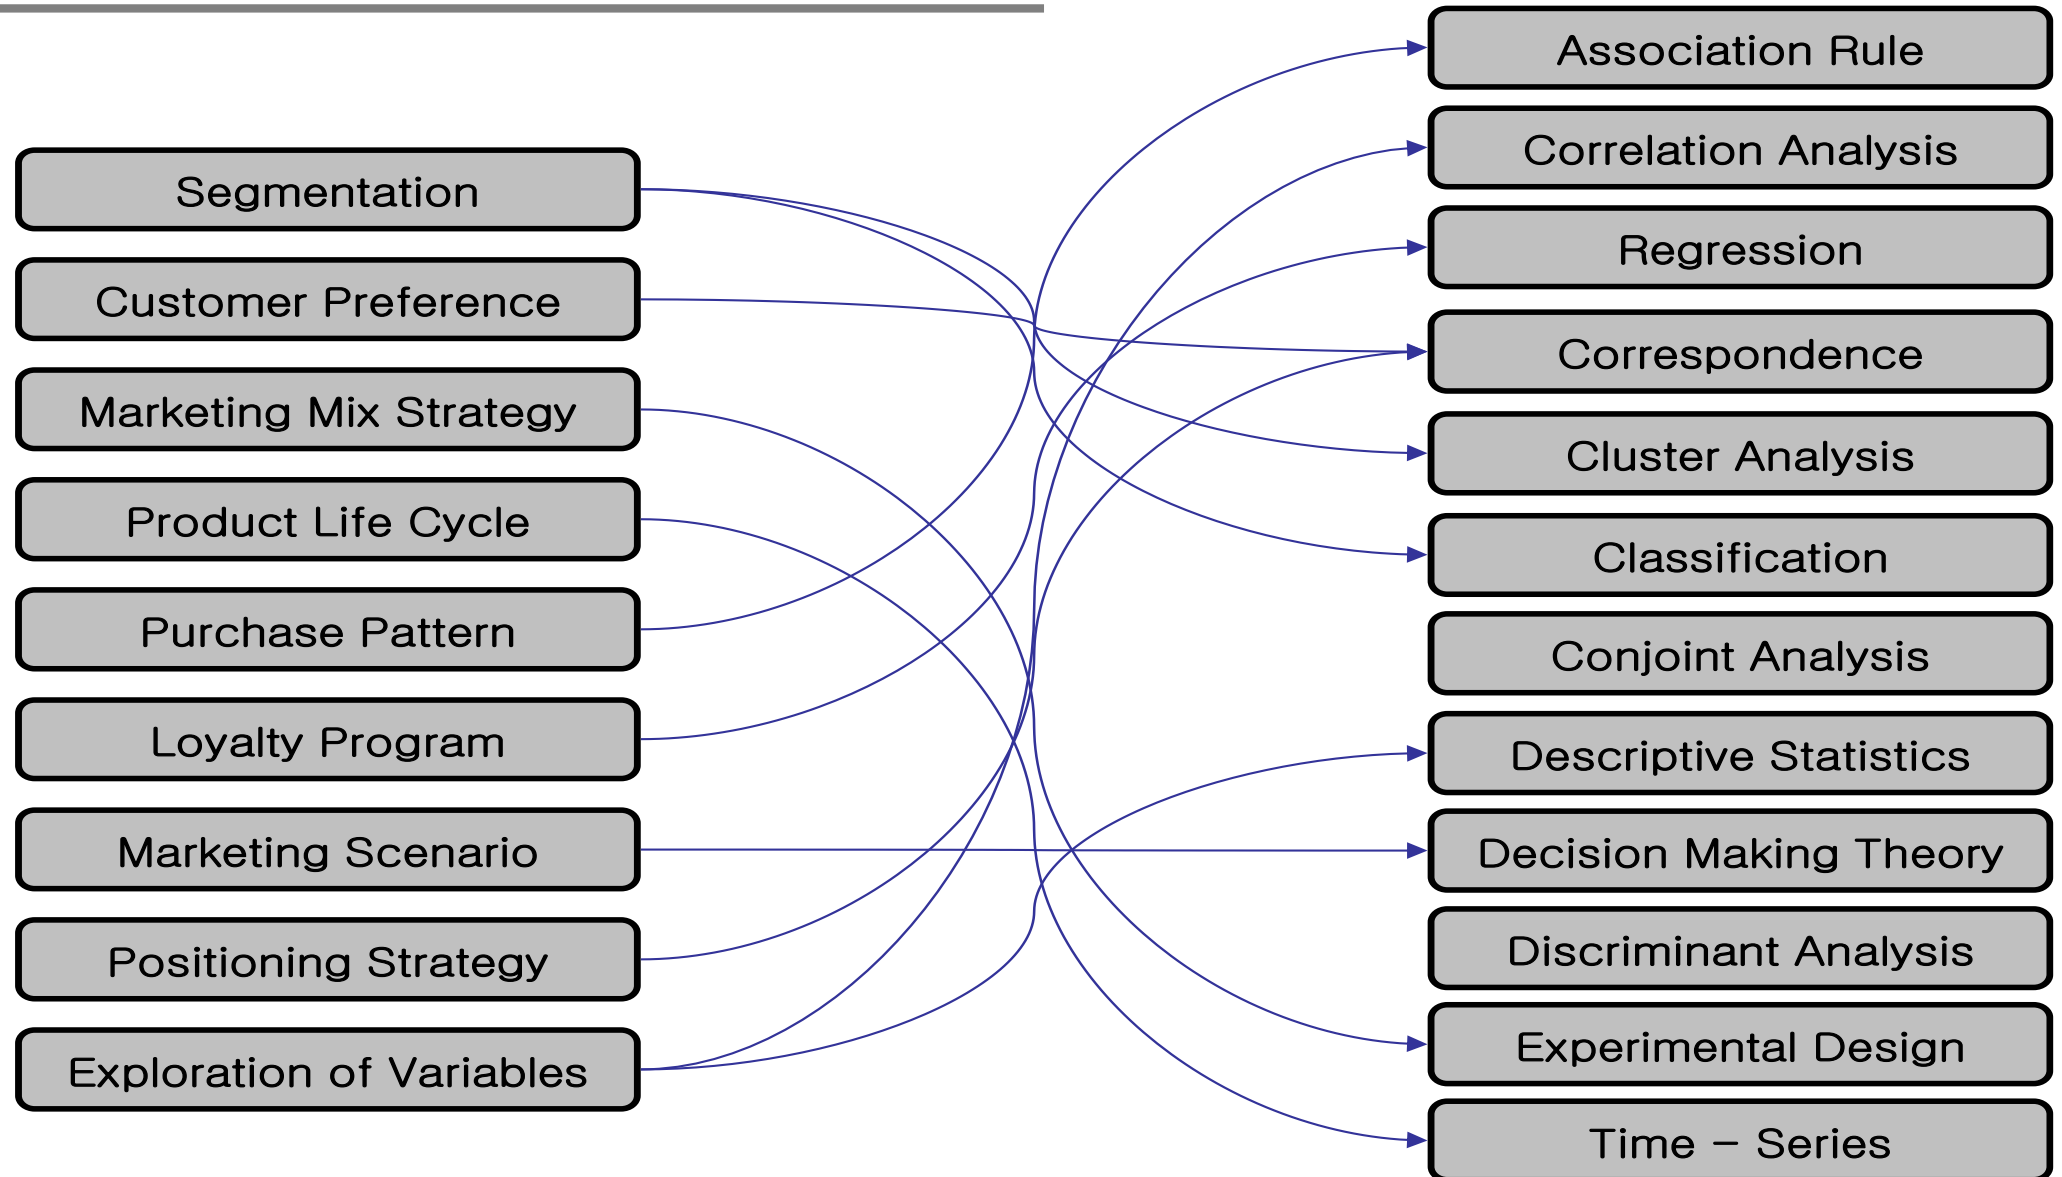 Segmentation
Customer Preference
Marketing Mix Strategy
Product Life Cycle
Purchase Pattern
Loyalty Program
Marketing Scenario
Positioning Strategy
Exploration of Variables
Association Rule
Correlation Analysis
Regression
Correspondence
Cluster Analysis
Classification
Conjoint Analysis
Descriptive Statistics
Decision Making Theory
Discriminant Analysis
Experimental Design
Time – Series